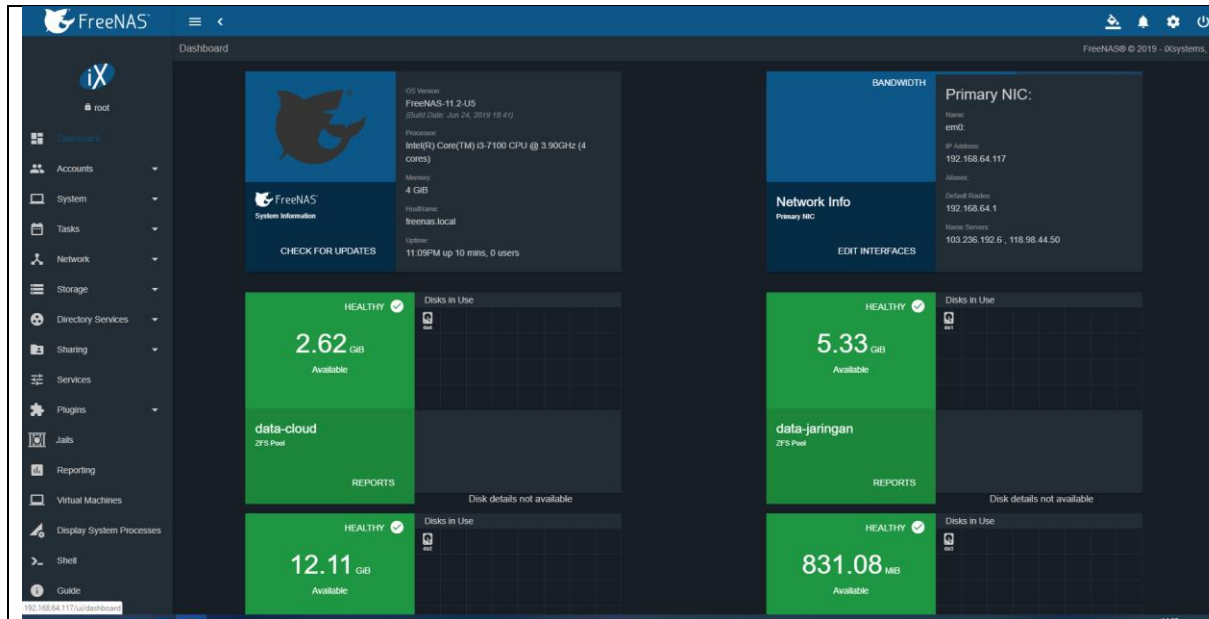 FreeNAS®
Dashboard
FreeNAS® © 2019 - iXsystems,
iX
root
Dashboard
Accounts
System
Tasks
Network
Storage
Directory Services
Sharing
Services
Plugins
Jails
Reporting
Virtual Machines
Display System Processes
Shell
Guide
192.168.64.117/ui/dashboard
FreeNAS®
System Information
CHECK FOR UPDATES
OS Version:
FreeNAS-11.2-U5
(Build Date: Jun 24, 2019 18:41)
Processor:
Intel(R) Core(TM) i3-7100 CPU @ 3.90GHz (4
cores)
Memory:
4 GiB
HostName:
freenas.local
Uptime:
11:09PM up 10 mins, 0 users
BANDWIDTH
Network Info
Primary NIC
EDIT INTERFACES
Primary NIC:
Name:
em0:
IP Address:
192.168.64.117
Aliases:
Default Routes:
192.168.64.1
Name Servers:
103.236.192.6 , 118.98.44.50
HEALTHY
2.62 GiB
Available
data-cloud
ZFS Pool
REPORTS
Disks in Use
da4
Disk details not available
HEALTHY
5.33 GiB
Available
data-jaringan
ZFS Pool
REPORTS
Disks in Use
da1
Disk details not available
HEALTHY
12.11 GiB
Available
Disks in Use
da2
HEALTHY
831.08 MiB
Available
Disks in Use
da3